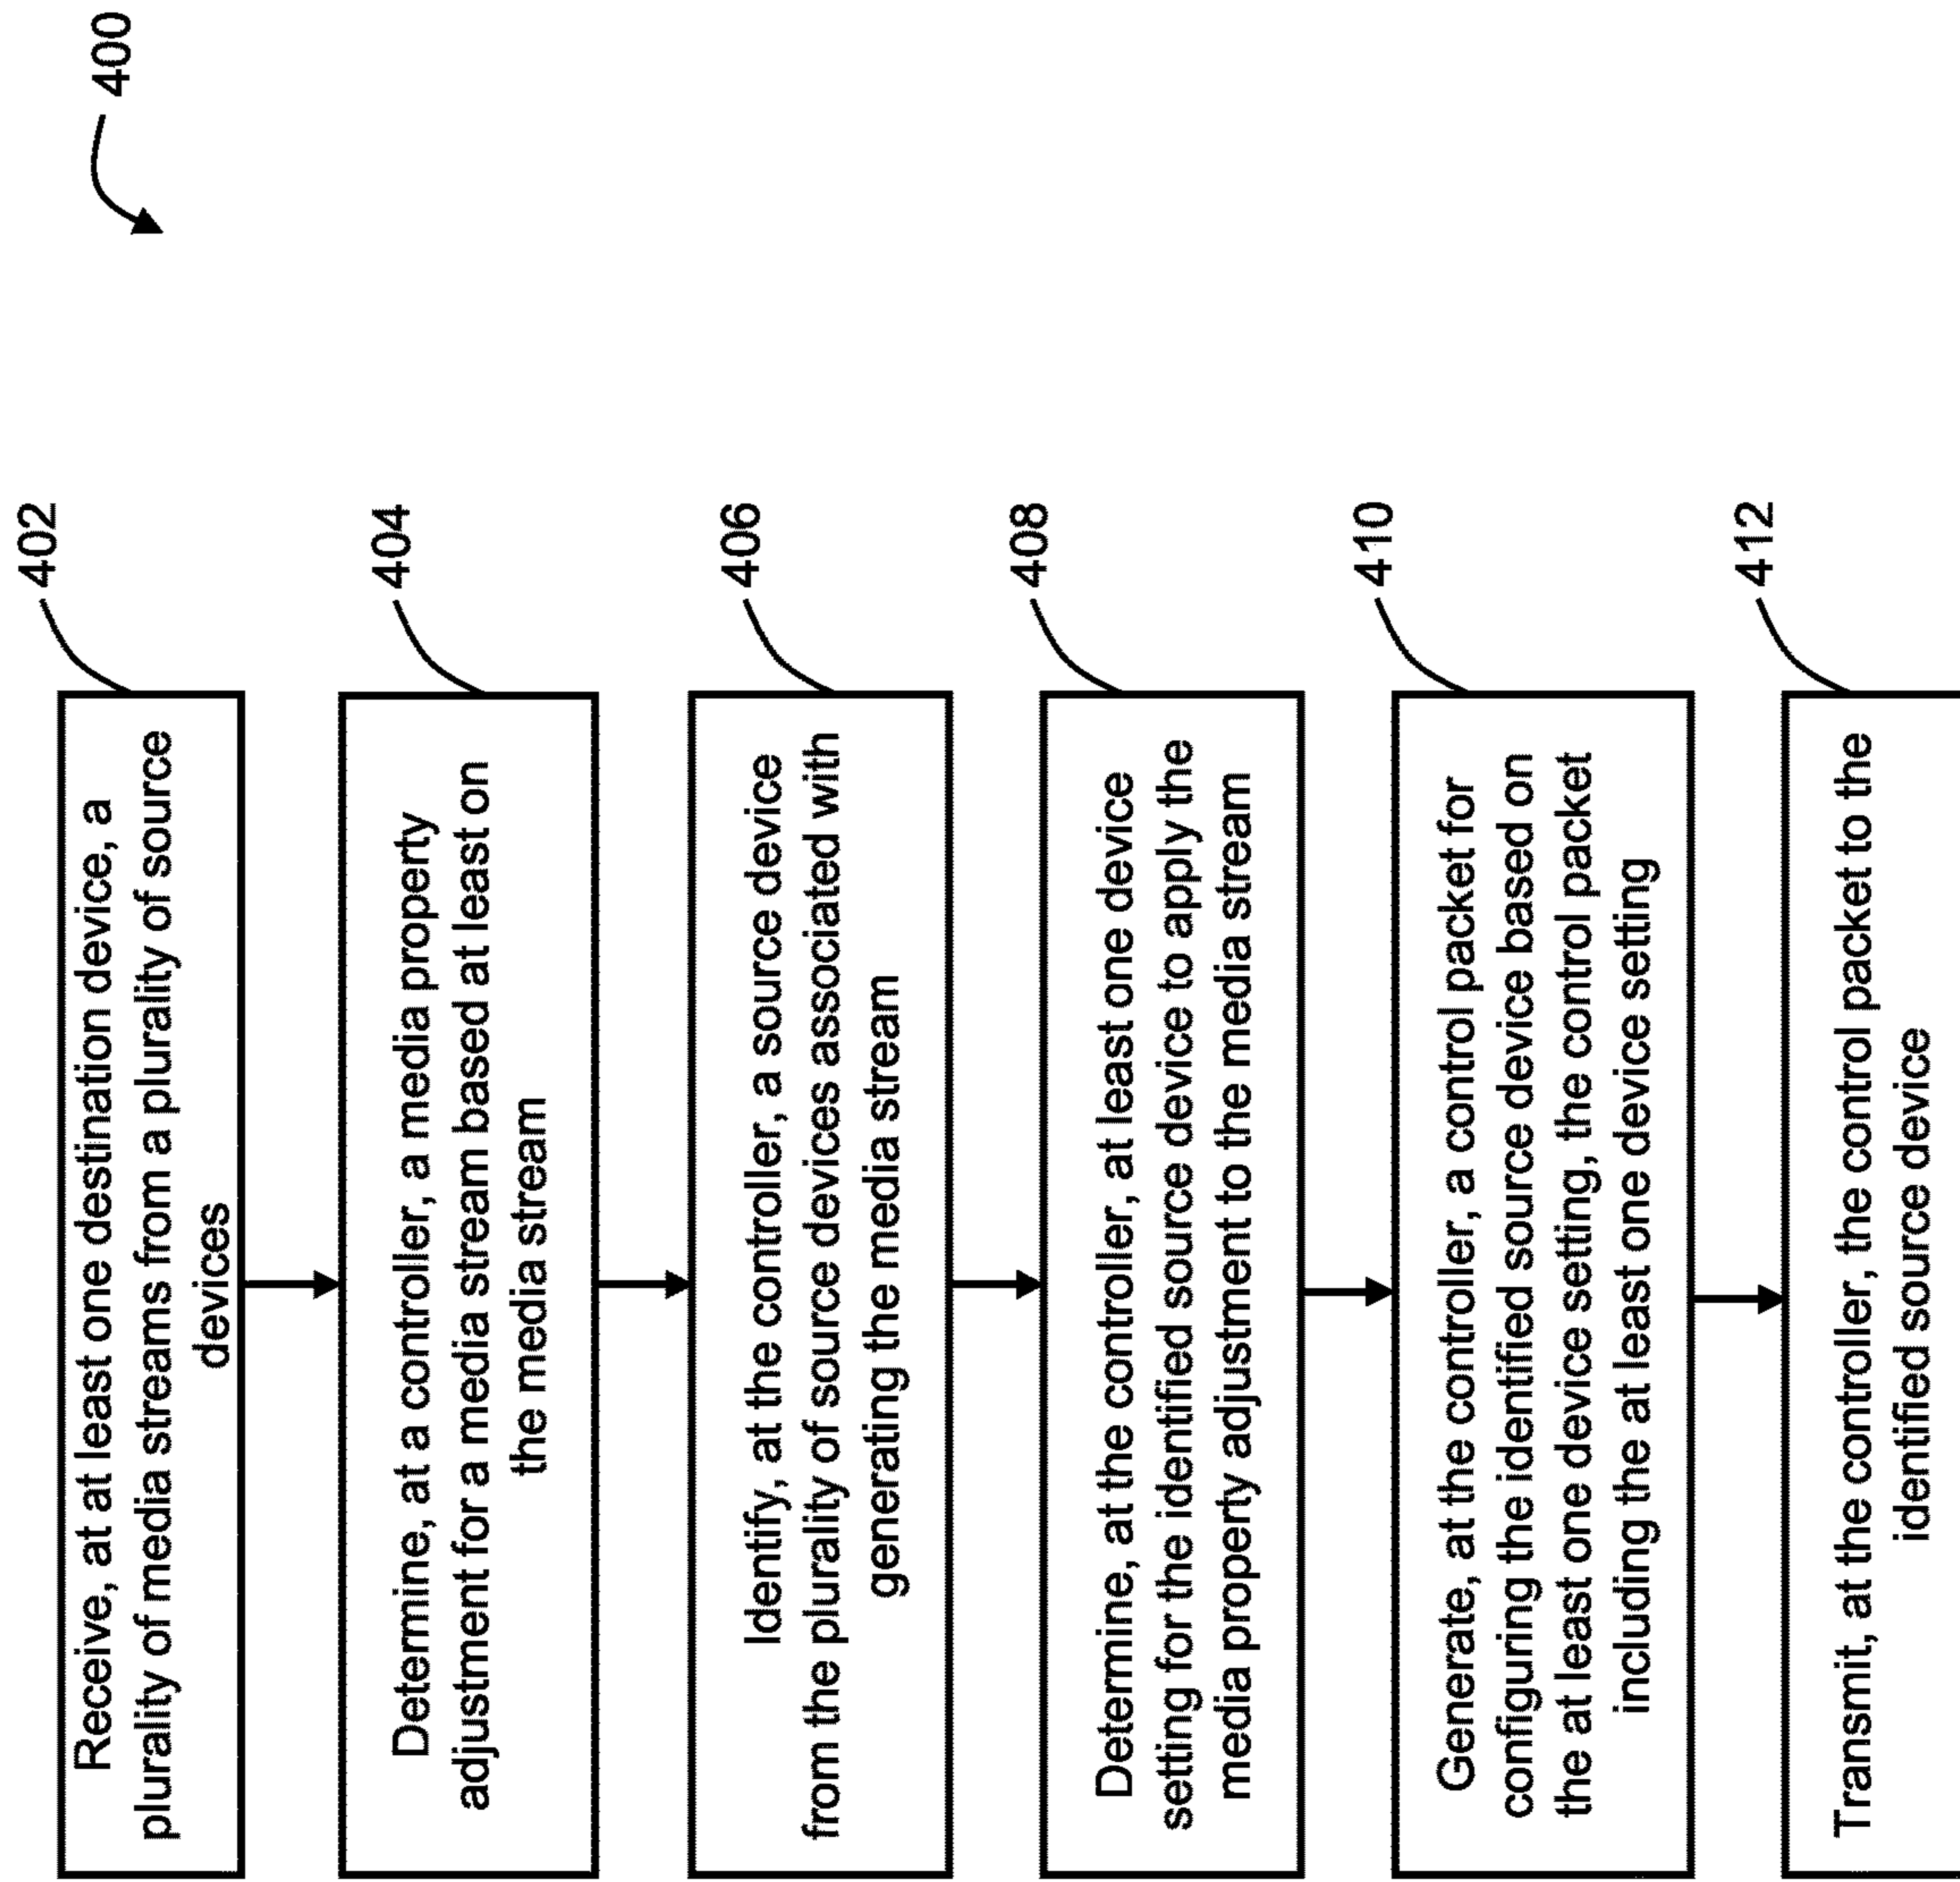 400
402
Receive, at at least one destination device, a
plurality of media streams from a plurality of source
devices
404
Determine, at a controller, a media property
adjustment for a media stream based at least on
the media stream
406
Identify, at the controller, a source device
from the plurality of source devices associated with
generating the media stream
408
Determine, at the controller, at least one device
setting for the identified source device to apply the
media property adjustment to the media stream
410
Generate, at the controller, a control packet for
configuring the identified source device based on
the at least one device setting, the control packet
including the at least one device setting
412
Transmit, at the controller, the control packet to the
identified source device